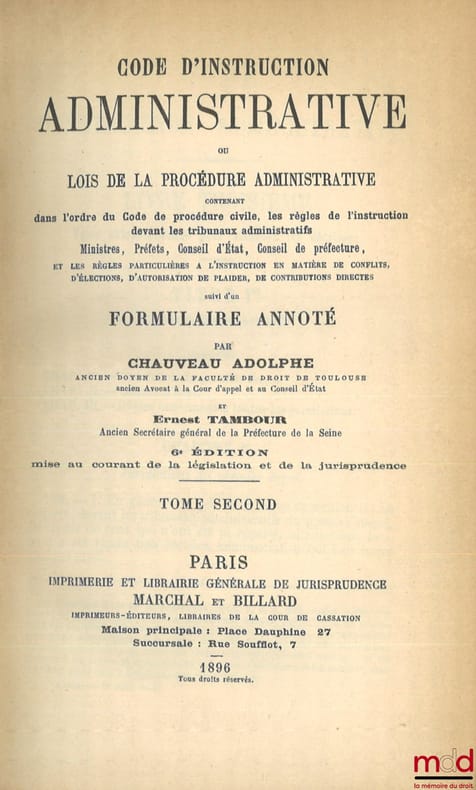 CODE D'INSTRUCTION
ADMINISTRATIVE
OU
LOIS DE LA PROCÉDURE ADMINISTRATIVE
CONTENANT
dans l'ordre du Code de procédure civile, les règles de l'instruction
devant les tribunaux administratifs
Ministres, Préfets, Conseil d'État, Conseil de préfecture,
ET LES RÈGLES PARTICULIÈRES A L'INSTRUCTION EN MATIÈRE DE CONFLITS,
D'ÉLECTIONS, D'AUTORISATION DE PLAIDER, DE CONTRIBUTIONS DIRECTES
suivi d'un
FORMULAIRE ANNOTÉ
PAR
CHAUVEAU ADOLPHE
ANCIEN DOYEN DE LA FACULTÉ DE DROIT DE TOULOUSE
ancien Avocat à la Cour d'appel et au Conseil d'État
ET
Ernest TAMBOUR
Ancien Secrétaire général de la Préfecture de la Seine
6e ÉDITION
mise au courant de la législation et de la jurisprudence
TOME SECOND
PARIS
IMPRIMERIE ET LIBRAIRIE GÉNÉRALE DE JURISPRUDENCE
MARCHAL ET BILLARD
IMPRIMEURS-ÉDITEURS, LIBRAIRES DE LA COUR DE CASSATION
Maison principale : Place Dauphine 27
Succursale : Rue Soufflot, 7
1896
Tous droits réservés.
mdd
la mémoire du droit